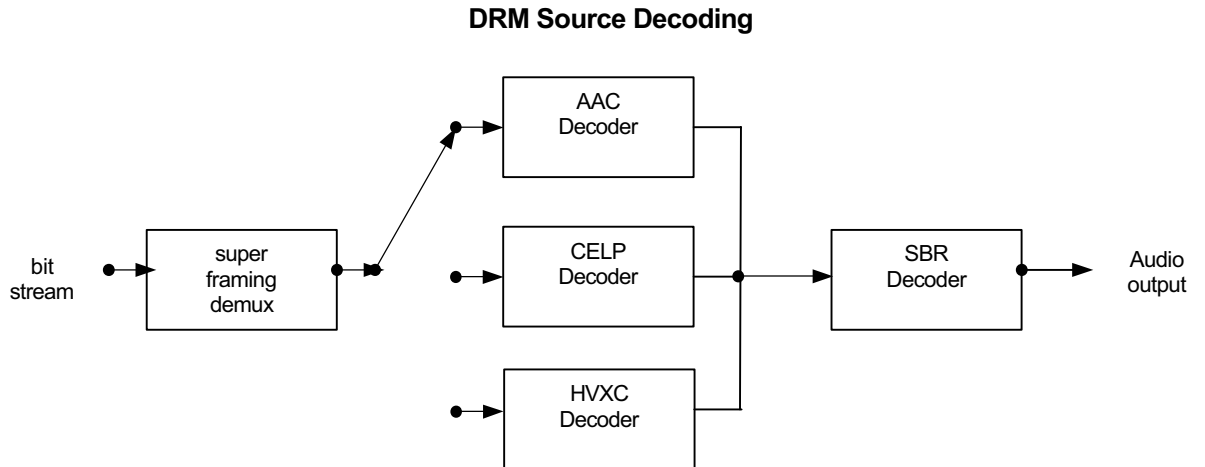 DRM Source Decoding
AAC
Decoder
bit
stream
super
framing
demux
CELP
Decoder
SBR
Decoder
Audio
output
HVXC
Decoder